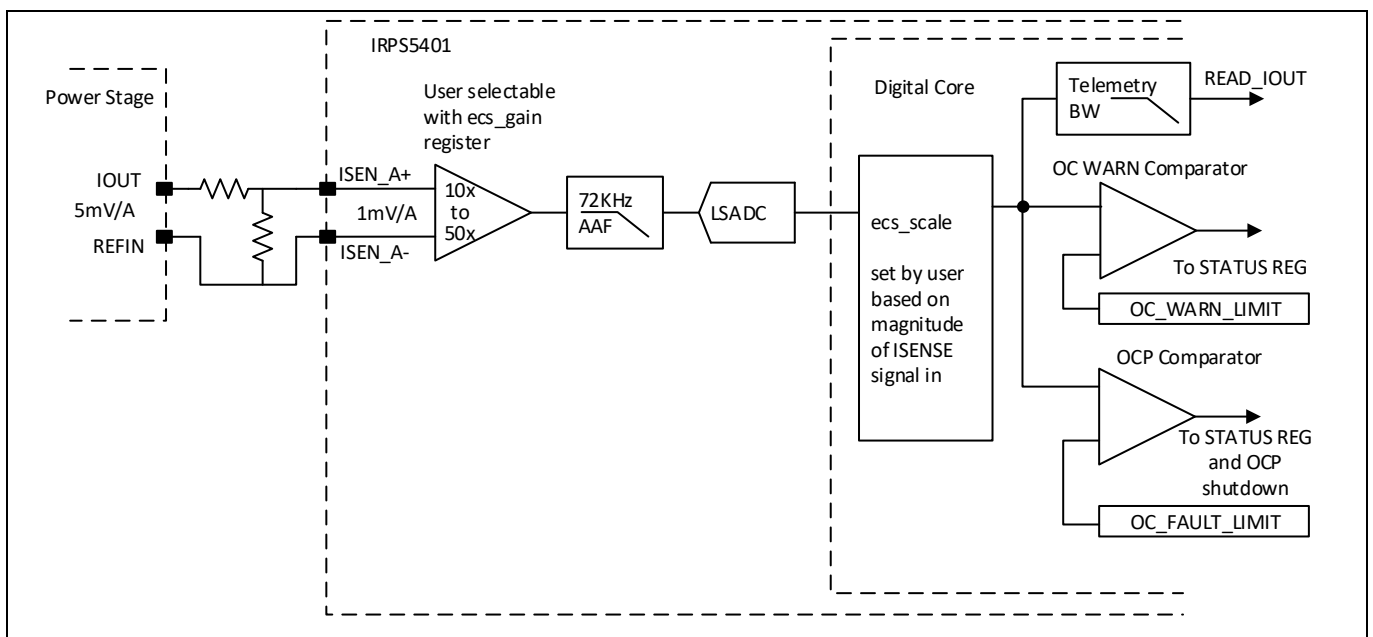 IRPS5401
Power Stage
IOUT
5mV/A
REFIN
User selectable
with ecs_gain
register
ISEN_A+
1mV/A
ISEN_A-
10x
to
50x
72KHz
AAF
LSADC
Digital Core
ecs_scale
set by user
based on
magnitude
of ISENSE
signal in
Telemetry
BW
READ_IOUT
OC WARN Comparator
To STATUS REG
OC_WARN_LIMIT
OCP Comparator
To STATUS REG
and OCP
shutdown
OC_FAULT_LIMIT